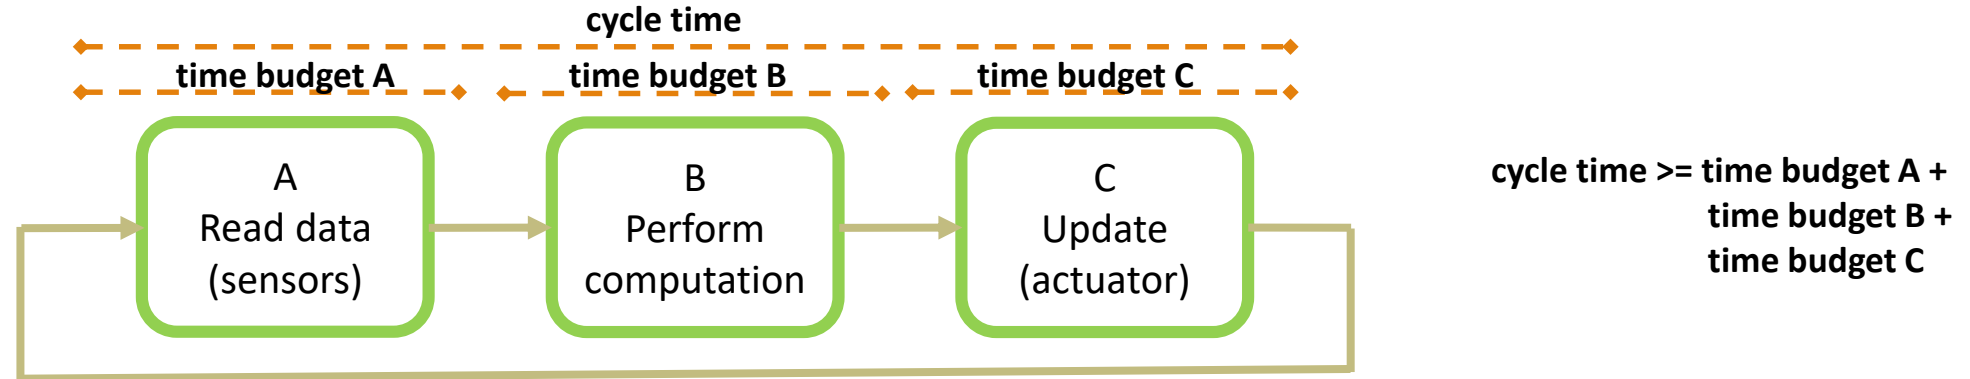 cycle time
time budget A
time budget B
time budget C
A
Read data
(sensors)
B
Perform
computation
C
Update
(actuator)
cycle time >= time budget A +
time budget B +
time budget C